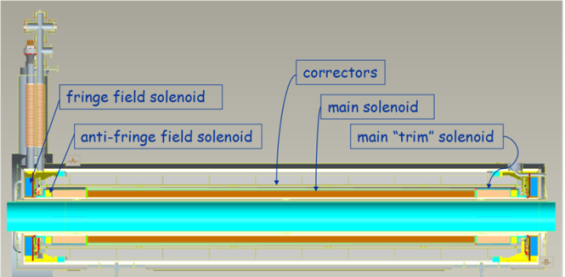 correctors
fringe field solenoid
main solenoid
anti-fringe field solenoid
main "trim" solenoid